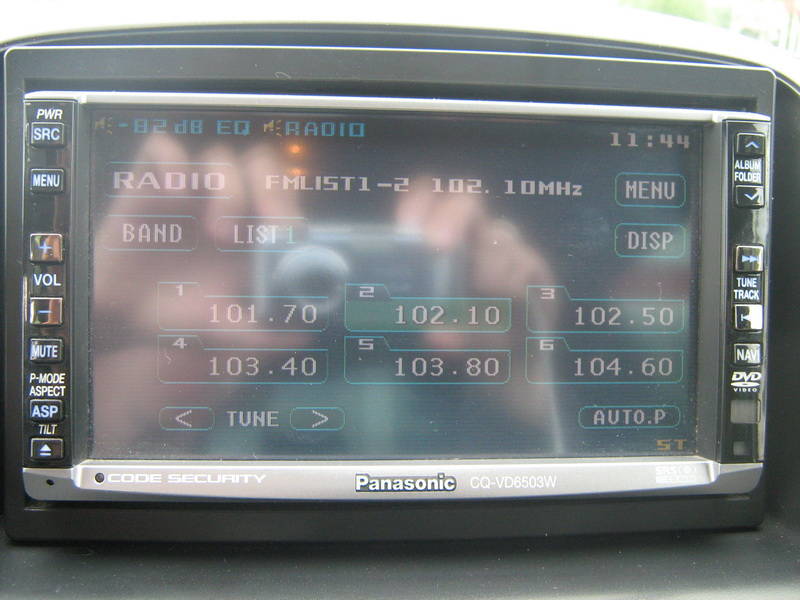 PWR
SRC
MENU
+
VOL
−
MUTE
P-MODE
ASPECT
ASP
TILT
-82dB EQ RADIO
11:44
RADIO FMLIST1-2 102.10MHz MENU
BAND LIST1 DISP
1 101.70 2 102.10 3 102.50
4 103.40 5 103.80 6 104.60
< TUNE > AUTO.P
ST
ALBUM
FOLDER
TUNE
TRACK
NAVI
DVD
VIDEO
CODE SECURITY Panasonic CQ-VD6503W